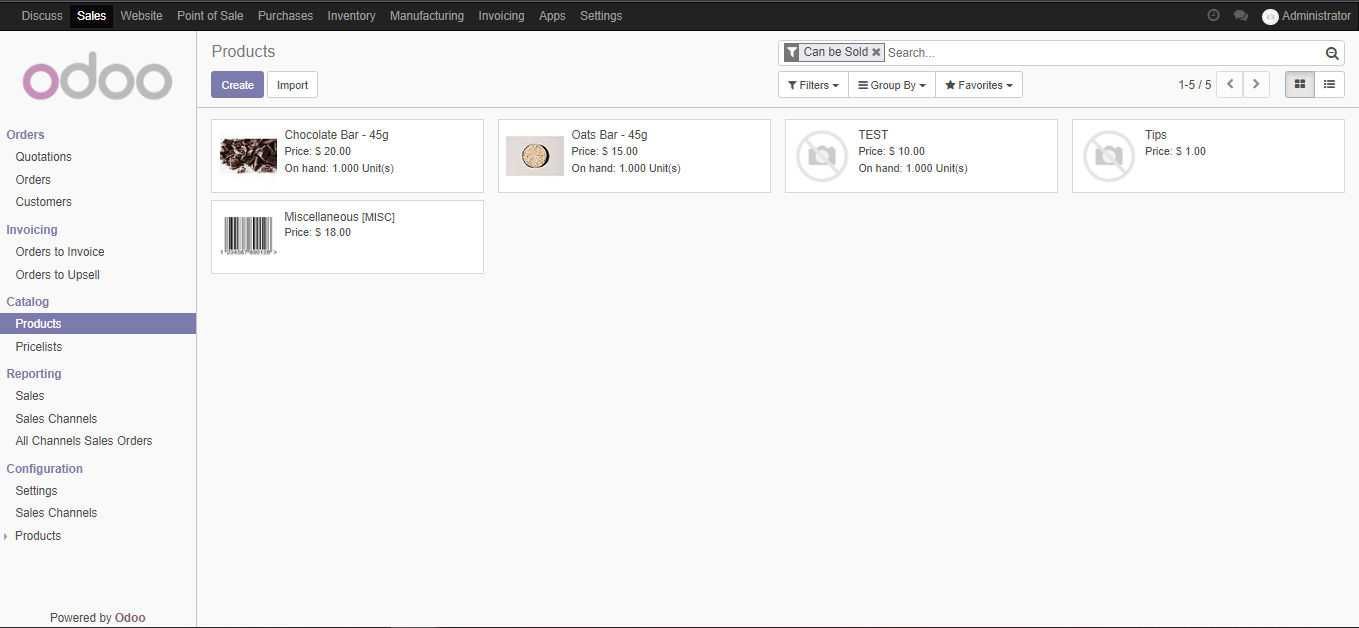 Discuss Sales Website Point of Sale Purchases Inventory Manufacturing Invoicing Apps Settings Administrator
odoo
Orders
Quotations
Orders
Customers
Invoicing
Orders to Invoice
Orders to Upsell
Catalog
Products
Pricelists
Reporting
Sales
Sales Channels
All Channels Sales Orders
Configuration
Settings
Sales Channels
Products
Powered by Odoo
Products
Can be Sold Search...
Create Import
Filters Group By Favorites
1-5 / 5
Chocolate Bar - 45g
Price: $ 20.00
On hand: 1.000 Unit(s)
Oats Bar - 45g
Price: $ 15.00
On hand: 1.000 Unit(s)
TEST
Price: $ 10.00
On hand: 1.000 Unit(s)
Tips
Price: $ 1.00
Miscellaneous [MISC]
Price: $ 18.00
1 234567 890128 >